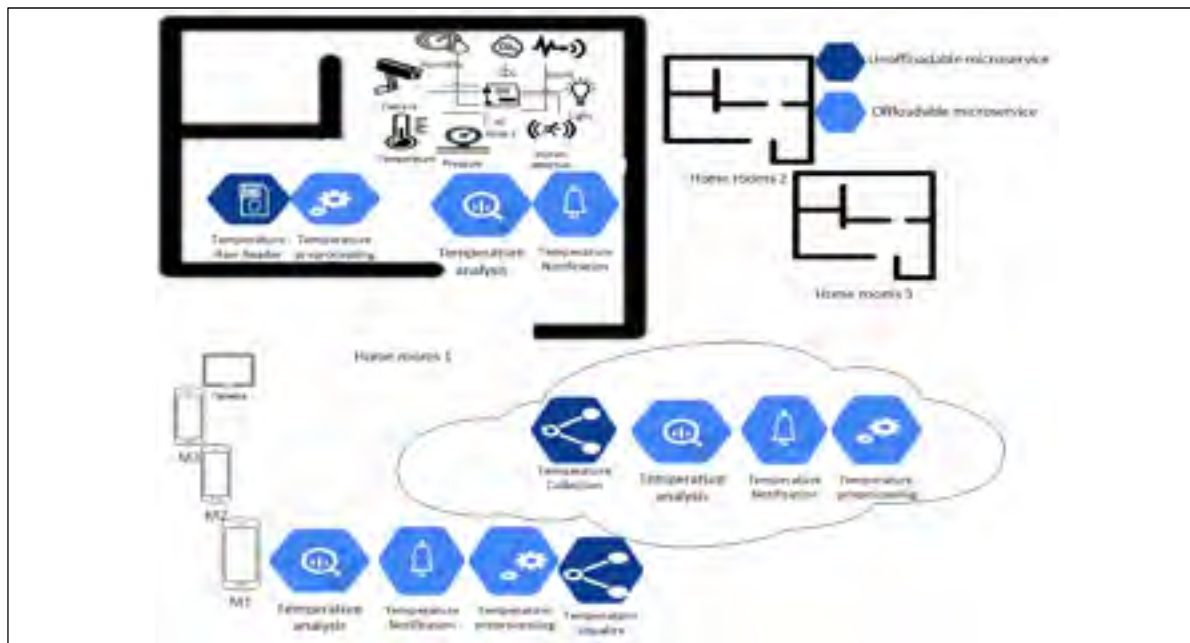 Unoffloadable microservice
Offloadable microservice
Camera
Temperature
Pressure
Home rooms 2
Temperature
Raw Reader
Temperature
preprocessing
Temperature
analysis
Temperature
Notification
Home rooms 3
Home rooms 1
M3
M2
M1
Temperature
Collection
Temperature
analysis
Temperature
Notification
Temperature
preprocessing
Temperature
analysis
Temperature
Notification
Temperature
preprocessing
Temperature